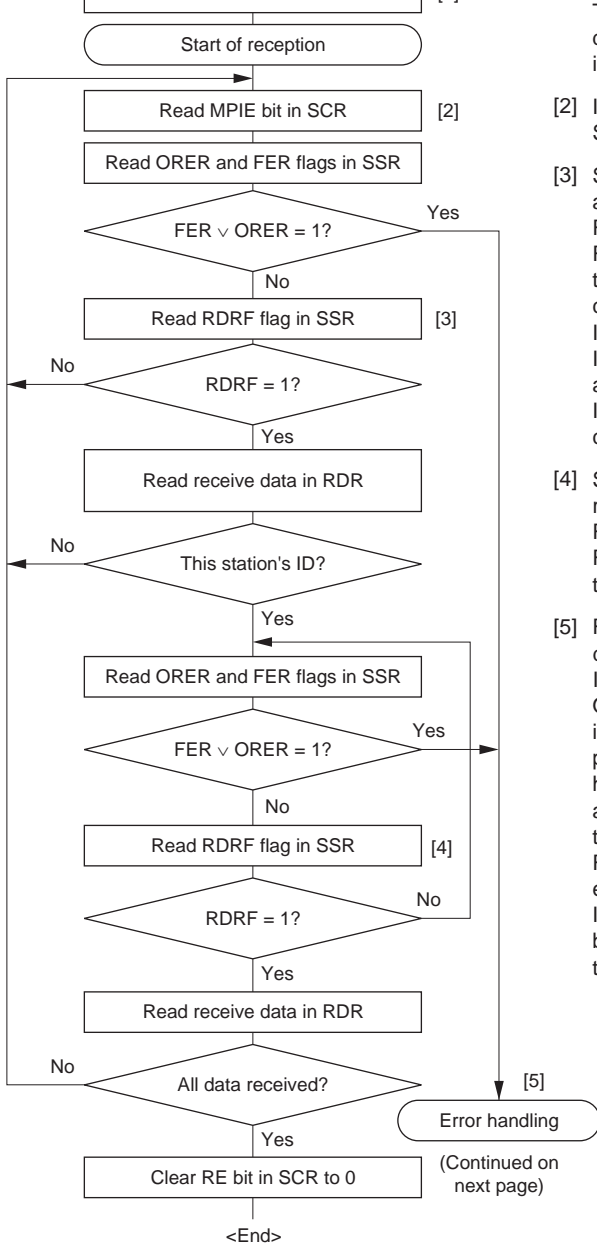 Start of reception
Read MPIE bit in SCR
[2]
Read ORER and FER flags in SSR
FER ∨ ORER = 1?
Yes
No
Read RDRF flag in SSR
[3]
No
RDRF = 1?
Yes
Read receive data in RDR
No
This station's ID?
Yes
Read ORER and FER flags in SSR
FER ∨ ORER = 1?
Yes
No
Read RDRF flag in SSR
[4]
RDRF = 1?
No
Yes
Read receive data in RDR
No
All data received?
[5]
Error handling
Yes
(Continued on
next page)
Clear RE bit in SCR to 0
<End>
[2]
[3]
[4]
[5]